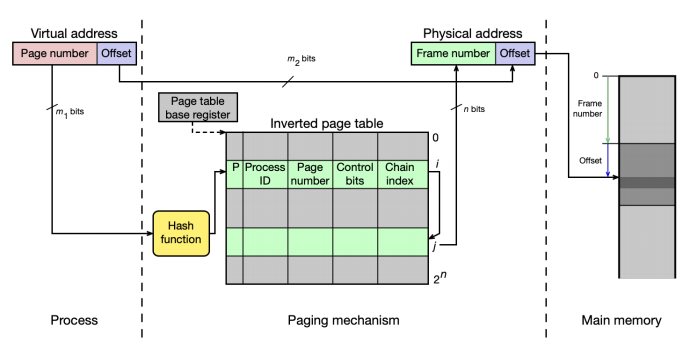 Virtual address
Page number Offset
Physical address
Frame number Offset
m2 bits
m1 bits
n bits
Page table
base register
Inverted page table
0
P Process ID Page number Control bits Chain index
i
j
2n
Hash
function
0
Frame
number
Offset
Process
Paging mechanism
Main memory